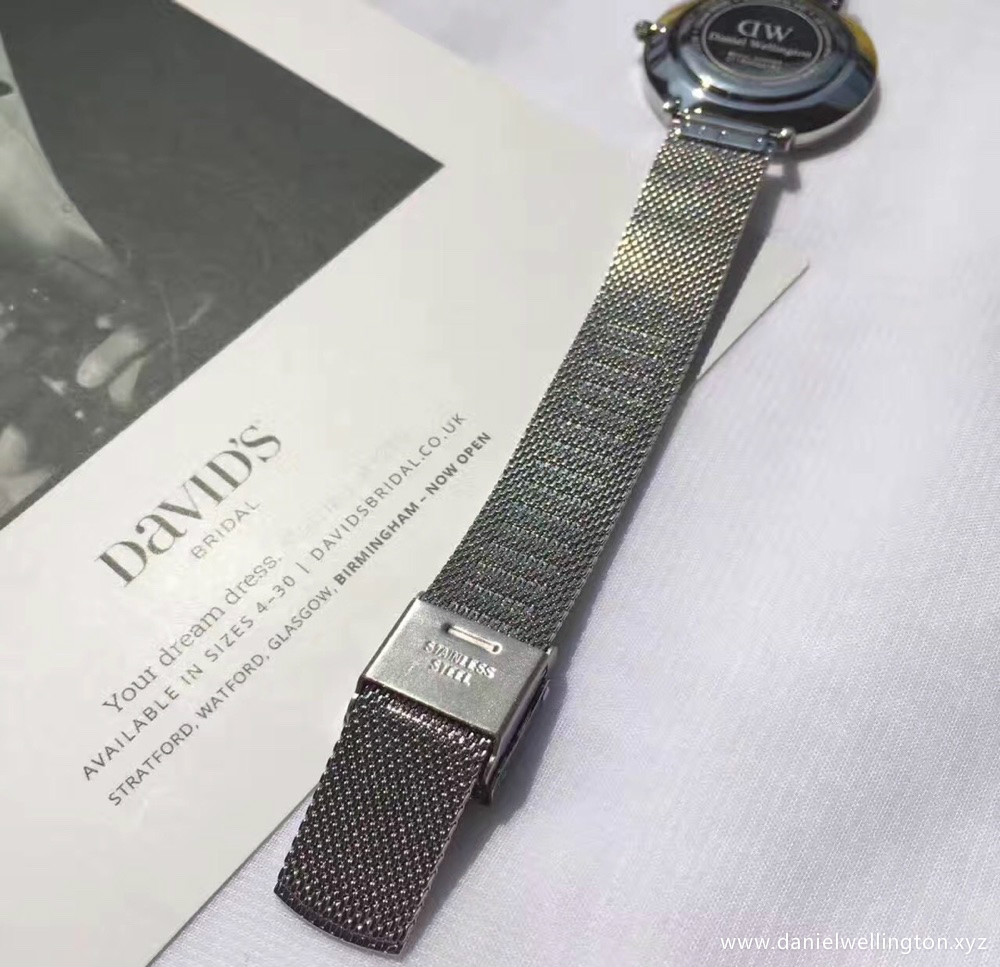 DW
Daniel Wellington
DAVID'S
BRIDAL
Your dream dress.
AVAILABLE IN SIZES 4-30 | DAVIDSBRIDAL.CO.UK
STRATFORD, WATFORD, GLASGOW, BIRMINGHAM - NOW OPEN
STAINLESS
STEEL
www.danielwellington.xyz